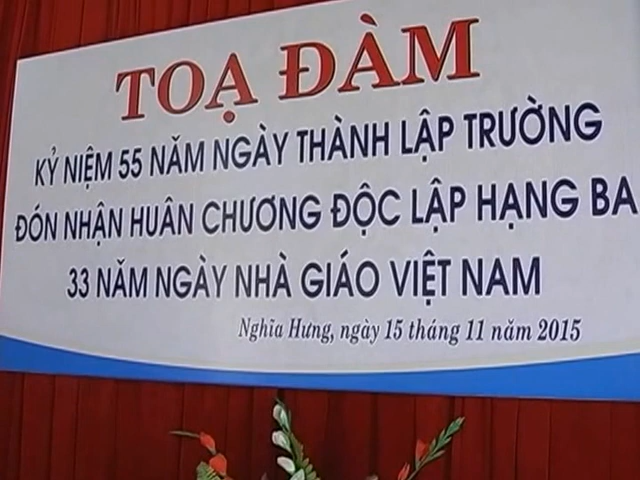 TOẠ ĐÀM
KỶ NIỆM 55 NĂM NGÀY THÀNH LẬP TRƯỜNG
ĐÓN NHẬN HUÂN CHƯƠNG ĐỘC LẬP HẠNG BA
33 NĂM NGÀY NHÀ GIÁO VIỆT NAM
Nghĩa Hưng, ngày 15 tháng 11 năm 2015